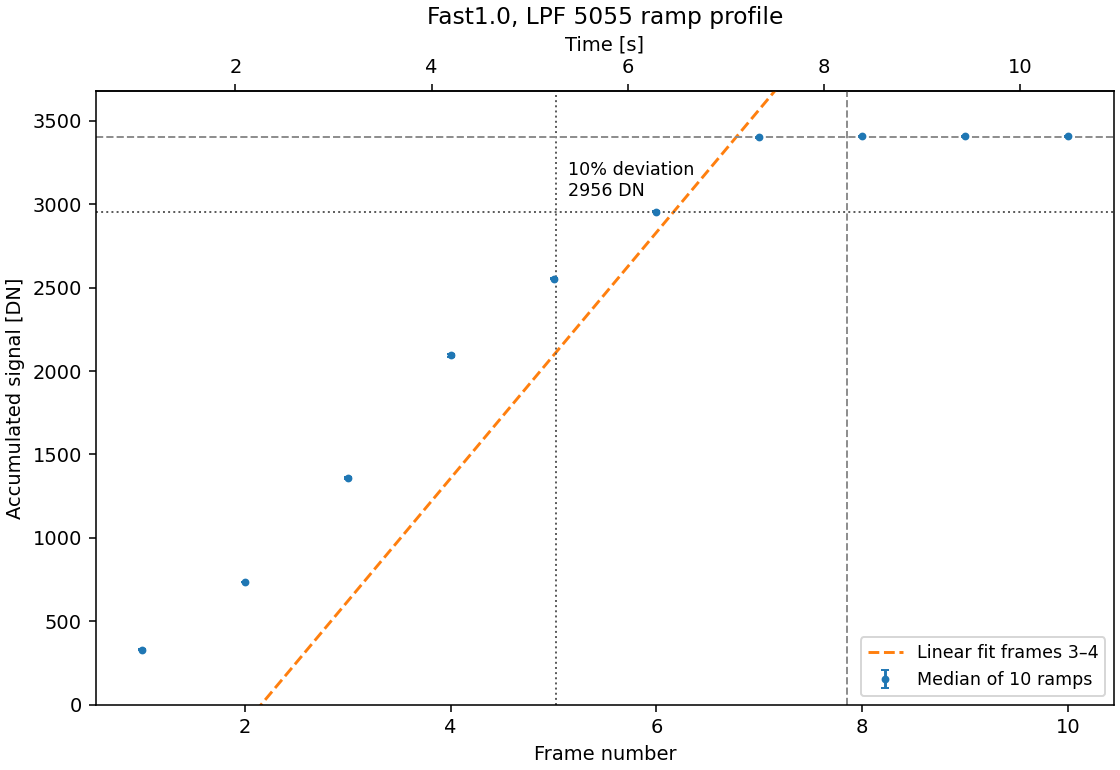 Fast1.0, LPF 5055 ramp profile
Time [s]
2 4 6 8 10
3500
3000
2500
2000
1500
1000
500
0
Accumulated signal [DN]
10% deviation
2956 DN
Linear fit frames 3–4
Median of 10 ramps
2 4 6 8 10
Frame number